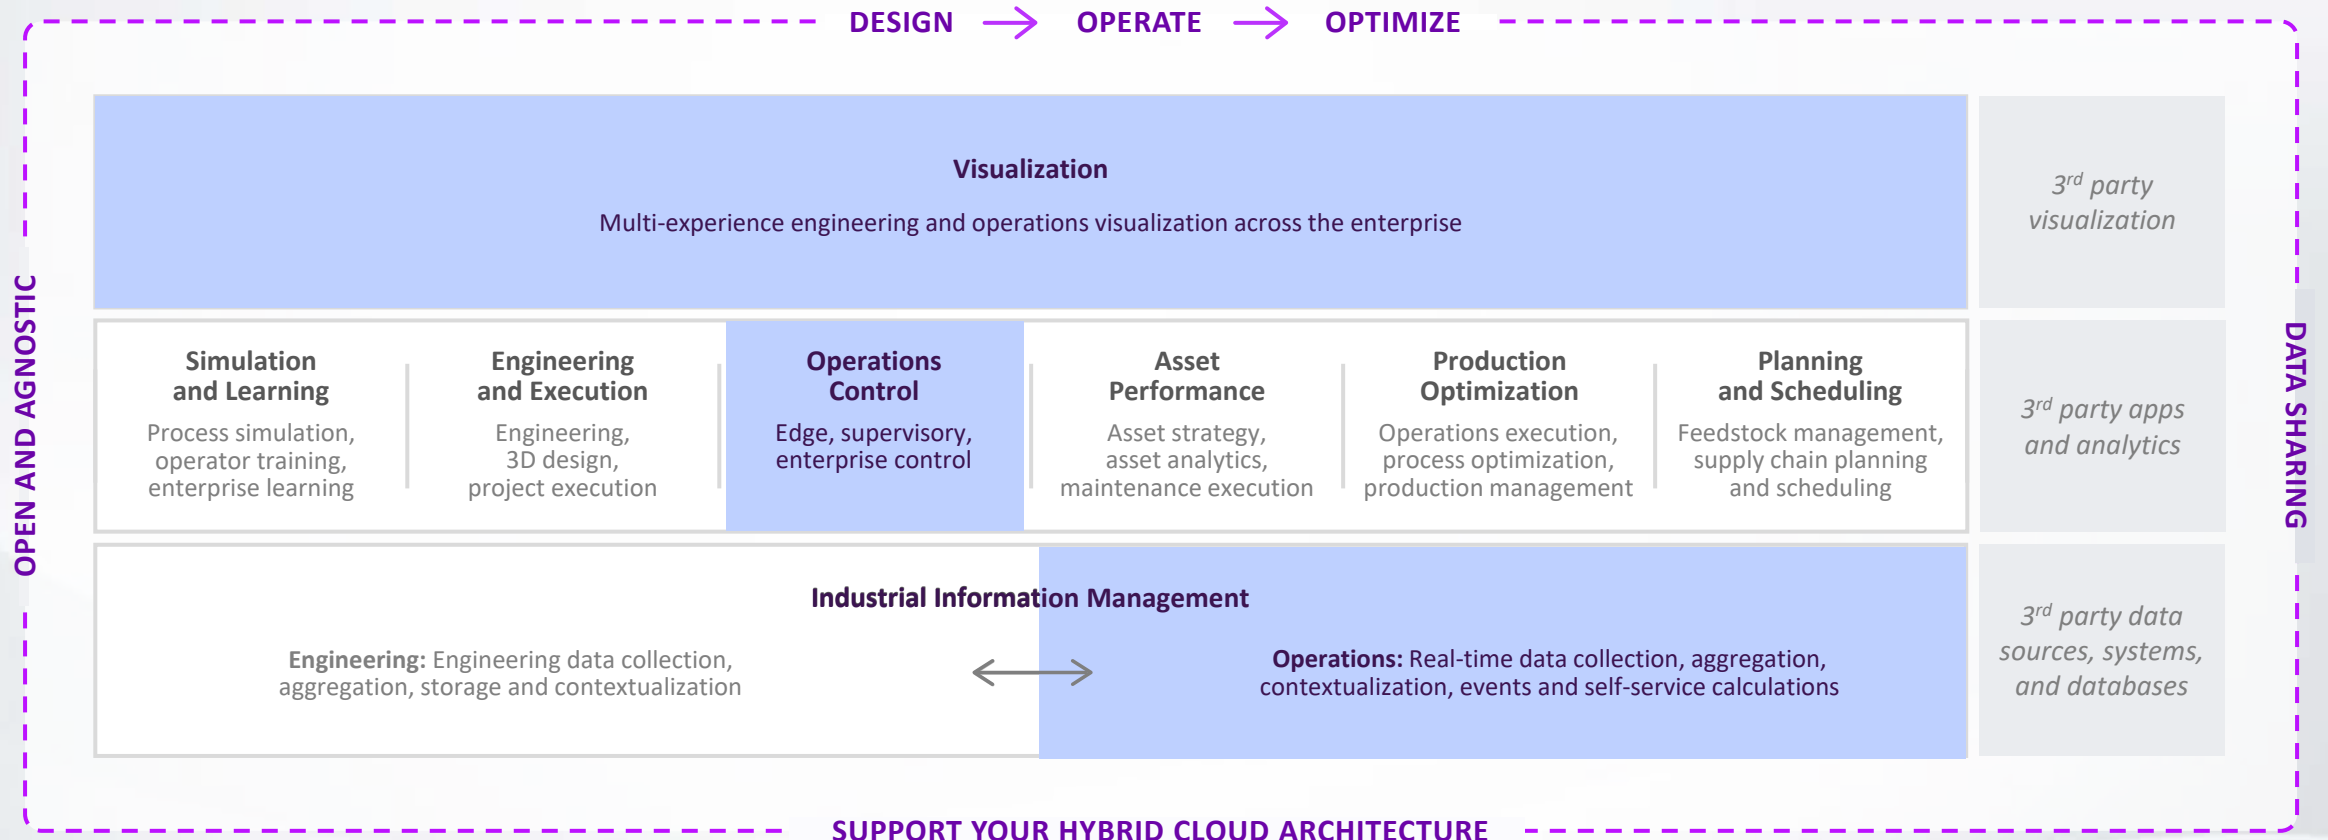 DESIGN → OPERATE → OPTIMIZE
OPEN AND AGNOSTIC
Visualization
Multi-experience engineering and operations visualization across the enterprise
3rd party
visualization
Simulation
and Learning
Process simulation,
operator training,
enterprise learning
Engineering
and Execution
Engineering,
3D design,
project execution
Operations
Control
Edge, supervisory,
enterprise control
Asset
Performance
Asset strategy,
asset analytics,
maintenance execution
Production
Optimization
Operations execution,
process optimization,
production management
Planning
and Scheduling
Feedstock management,
supply chain planning
and scheduling
3rd party apps
and analytics
Industrial Information Management
Engineering: Engineering data collection,
aggregation, storage and contextualization
Operations: Real-time data collection, aggregation,
contextualization, events and self-service calculations
3rd party data
sources, systems,
and databases
DATA SHARING
SUPPORT YOUR HYBRID CLOUD ARCHITECTURE